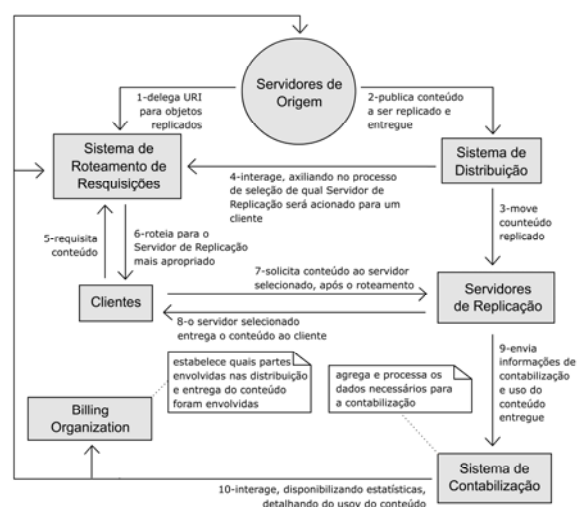 Servidores de
Origem
1-delega URI
para objetos
replicados
2-publica conteúdo
a ser replicado e
entregue
Sistema de
Roteamento de
Resquisições
Sistema de
Distribuição
4-interage, axiliando no processo
de seleção de qual Servidor de
Replicação será acionado para um
cliente
3-move
counteúdo
replicado
5-requisita
conteúdo
6-roteia para o
Servidor de Replicação
mais apropriado
7-solicita conteúdo ao servidor
selecionado, após o roteamento
Clientes
Servidores
de Replicação
8-o servidor selecionado
entrega o conteúdo ao cliente
9-envia
informações de
contabilização
e uso do
conteúdo
entregue
estabelece quais partes
envolvidas nas distribuição
e entrega do conteúdo
foram envolvidas
agrega e processa os
dados necessários para
a contabilização
Billing
Organization
Sistema de
Contabilização
10-interage, disponibilizando estatísticas,
detalhando do usov do conteúdo